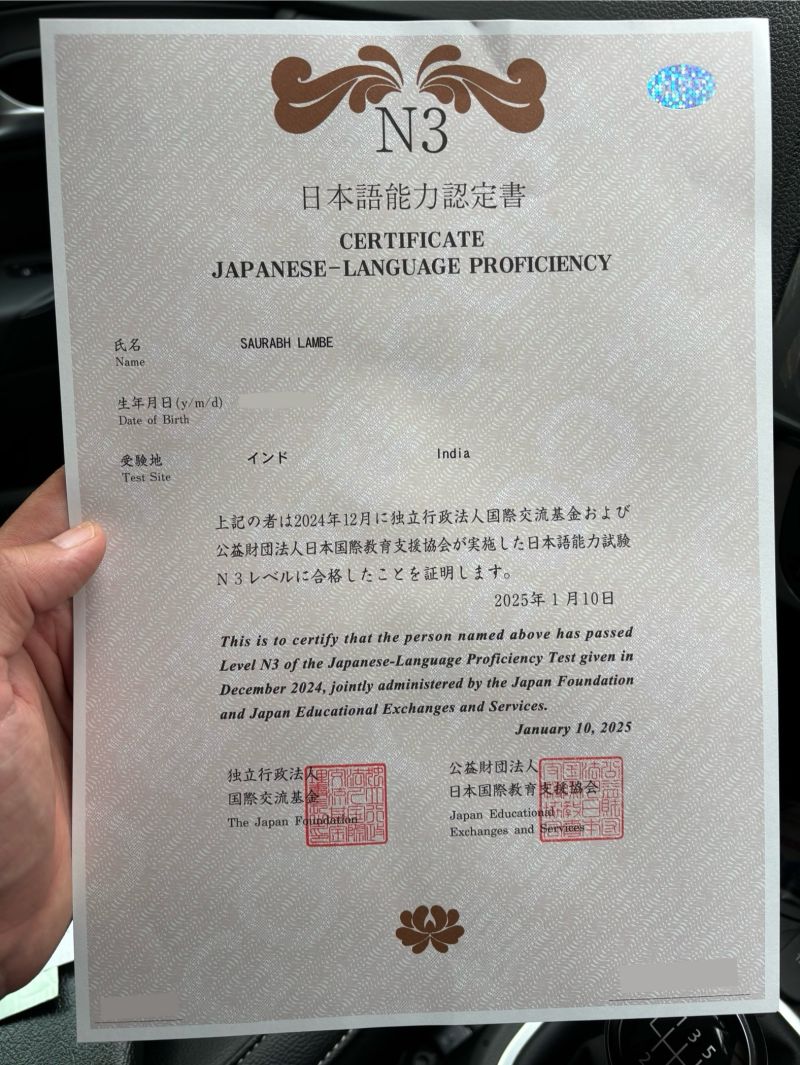 N3
日本語能力認定書
CERTIFICATE
JAPANESE-LANGUAGE PROFICIENCY
氏名 SAURABH LAMBE
Name
生年月日(y/m/d)
Date of Birth
受験地 インド India
Test Site
上記の者は2024年12月に独立行政法人国際交流基金および
公益財団法人日本国際教育支援協会が実施した日本語能力試験
N3レベルに合格したことを証明します。
2025年1月10日
This is to certify that the person named above has passed
Level N3 of the Japanese-Language Proficiency Test given in
December 2024, jointly administered by the Japan Foundation
and Japan Educational Exchanges and Services.
January 10, 2025
独立行政法人
国際交流基金
The Japan Foundation
公益財団法人
日本国際教育支援協会
Japan Educational
Exchanges and Services
1 3 5
2